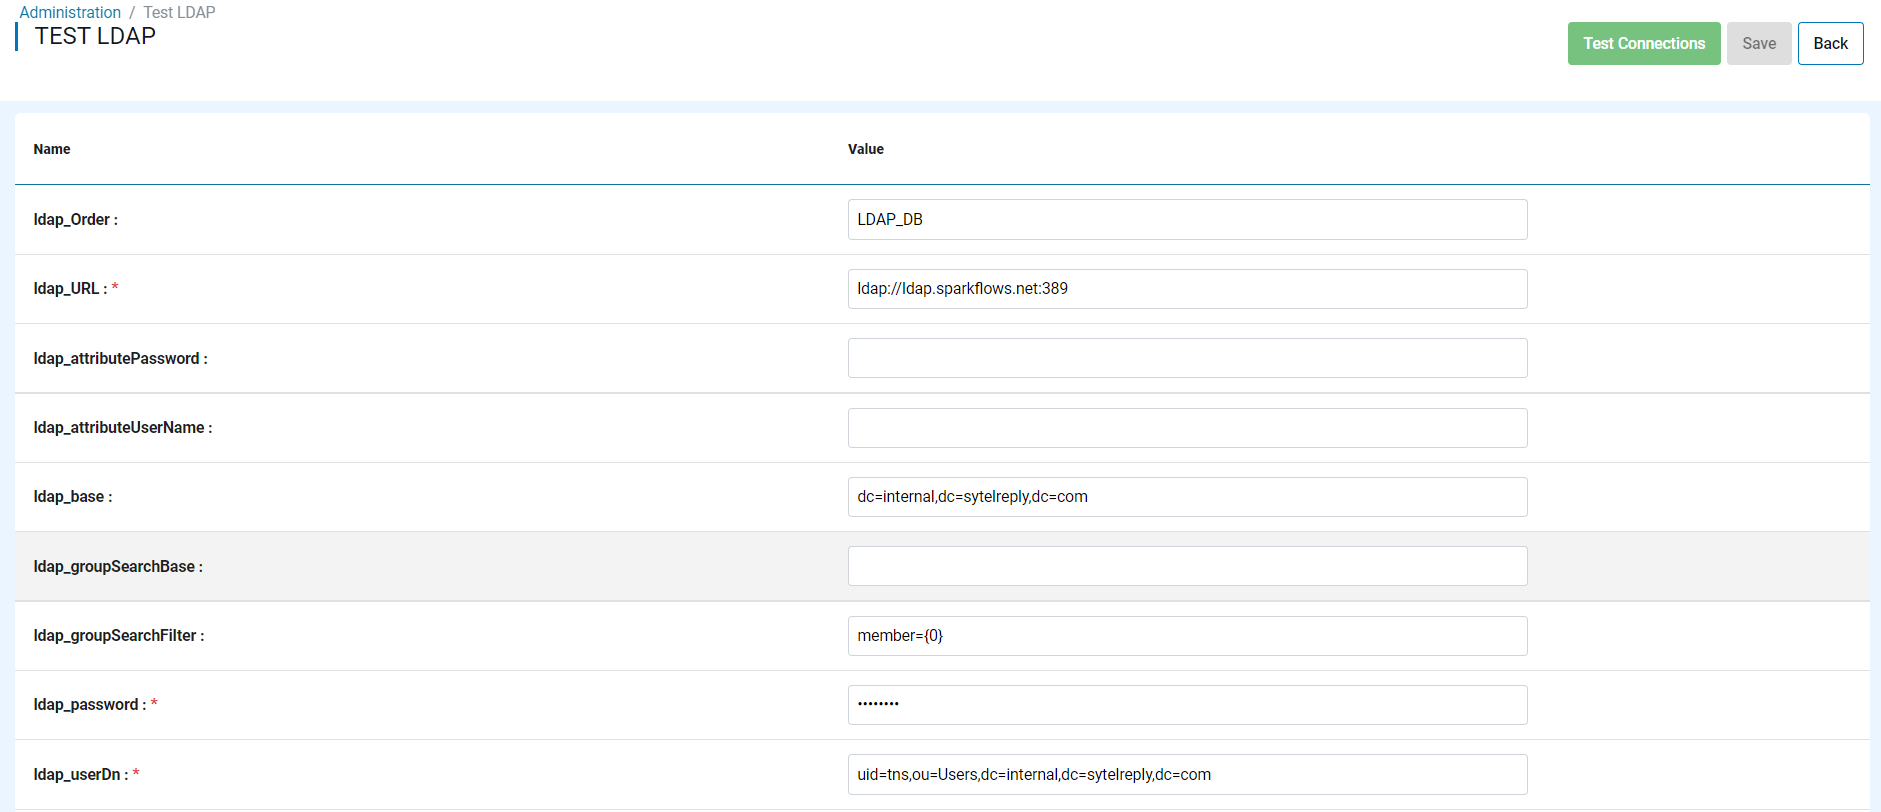 Administration / Test LDAP
TEST LDAP
Test Connections Save Back
Name Value
ldap_Order : LDAP_DB
ldap_URL : * ldap://ldap.sparkflows.net:389
ldap_attributePassword :
ldap_attributeUserName :
ldap_base : dc=internal,dc=sytelreply,dc=com
ldap_groupSearchBase :
ldap_groupSearchFilter : member={0}
ldap_password : * ••••••••
ldap_userDn : * uid=tns,ou=Users,dc=internal,dc=sytelreply,dc=com